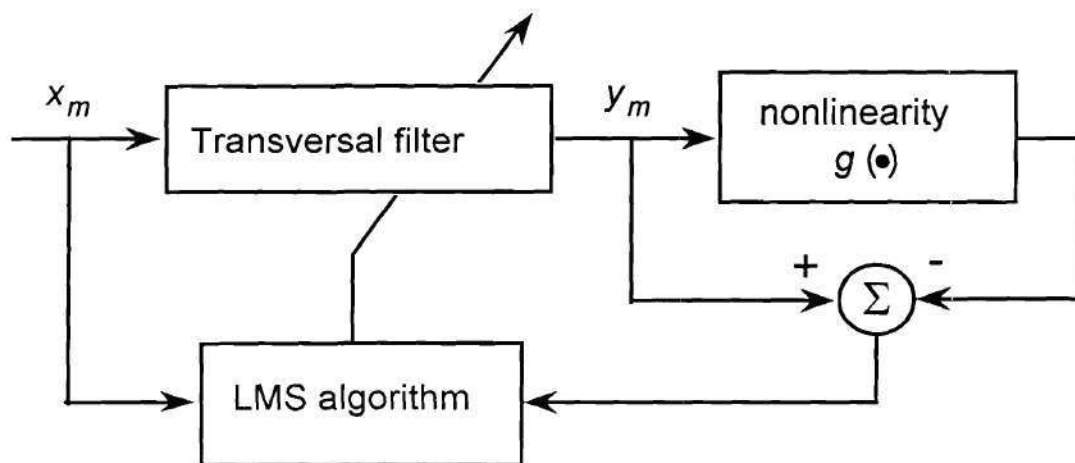 x_m
Transversal filter
y_m
nonlinearity
g (•)
+
-
Σ
LMS algorithm